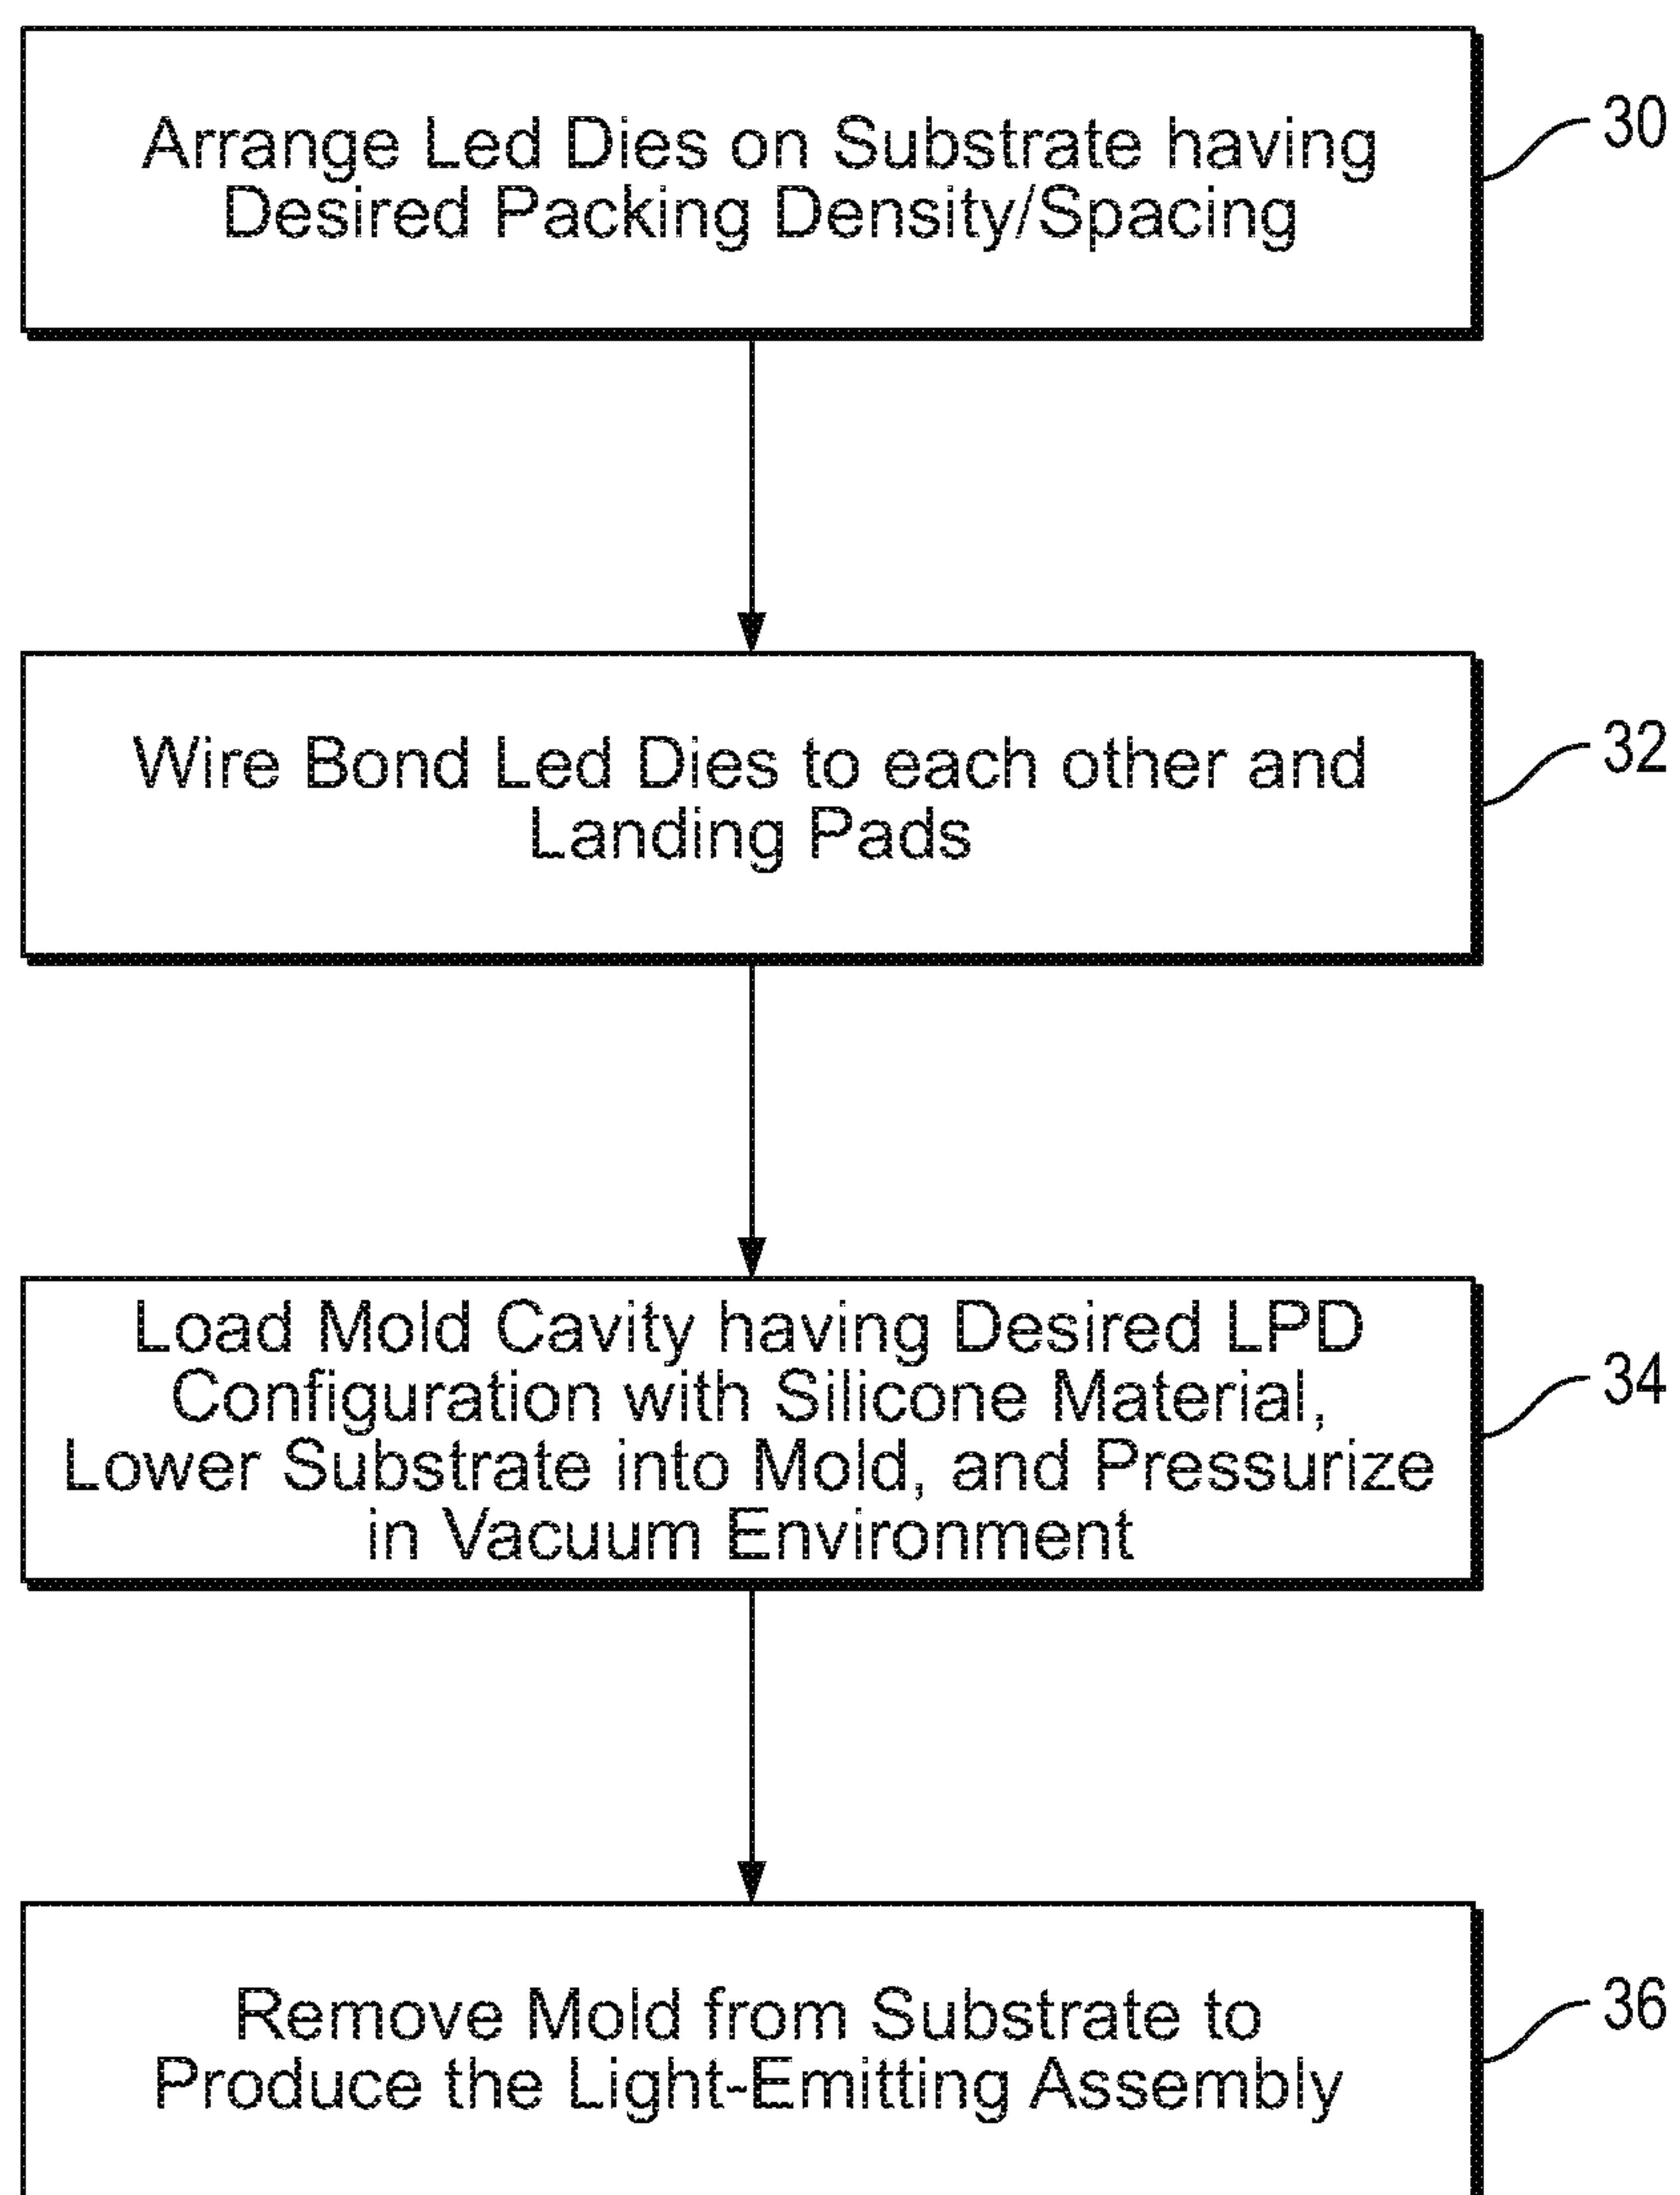 Arrange Led Dies on Substrate having
Desired Packing Density/Spacing
30
Wire Bond Led Dies to each other and
Landing Pads
32
Load Mold Cavity having Desired LPD
Configuration with Silicone Material,
Lower Substrate into Mold, and Pressurize
in Vacuum Environment
34
Remove Mold from Substrate to
Produce the Light-Emitting Assembly
36